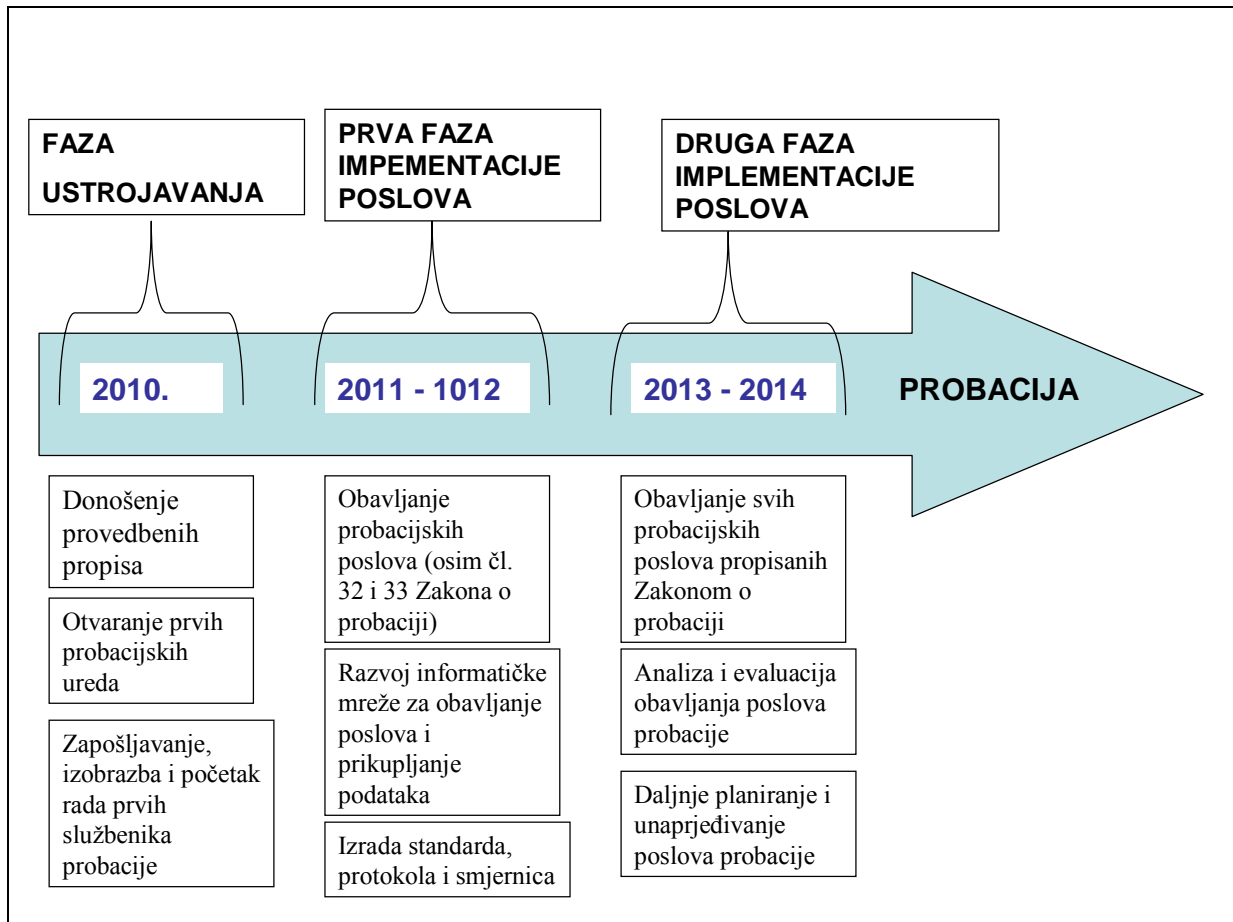 FAZA
USTROJAVANJA
PRVA FAZA
IMPEMENTACIJE
POSLOVA
DRUGA FAZA
IMPLEMENTACIJE
POSLOVA
2010.
2011 - 1012
2013 - 2014
PROBACIJA
Donošenje
provedbenih
propisa
Otvaranje prvih
probacijskih
ureda
Zapošljavanje,
izobrazba i početak
rada prvih
službenika
probacije
Obavljanje
probacijskih
poslova (osim čl.
32 i 33 Zakona o
probaciji)
Razvoj informatičke
mreže za obavljanje
poslova i
prikupljanje
podataka
Izrada standarda,
protokola i smjernica
Obavljanje svih
probacijskih
poslova propisanih
Zakonom o
probaciji
Analiza i evaluacija
obavljanja poslova
probacije
Daljnje planiranje i
unaprjeđivanje
poslova probacije